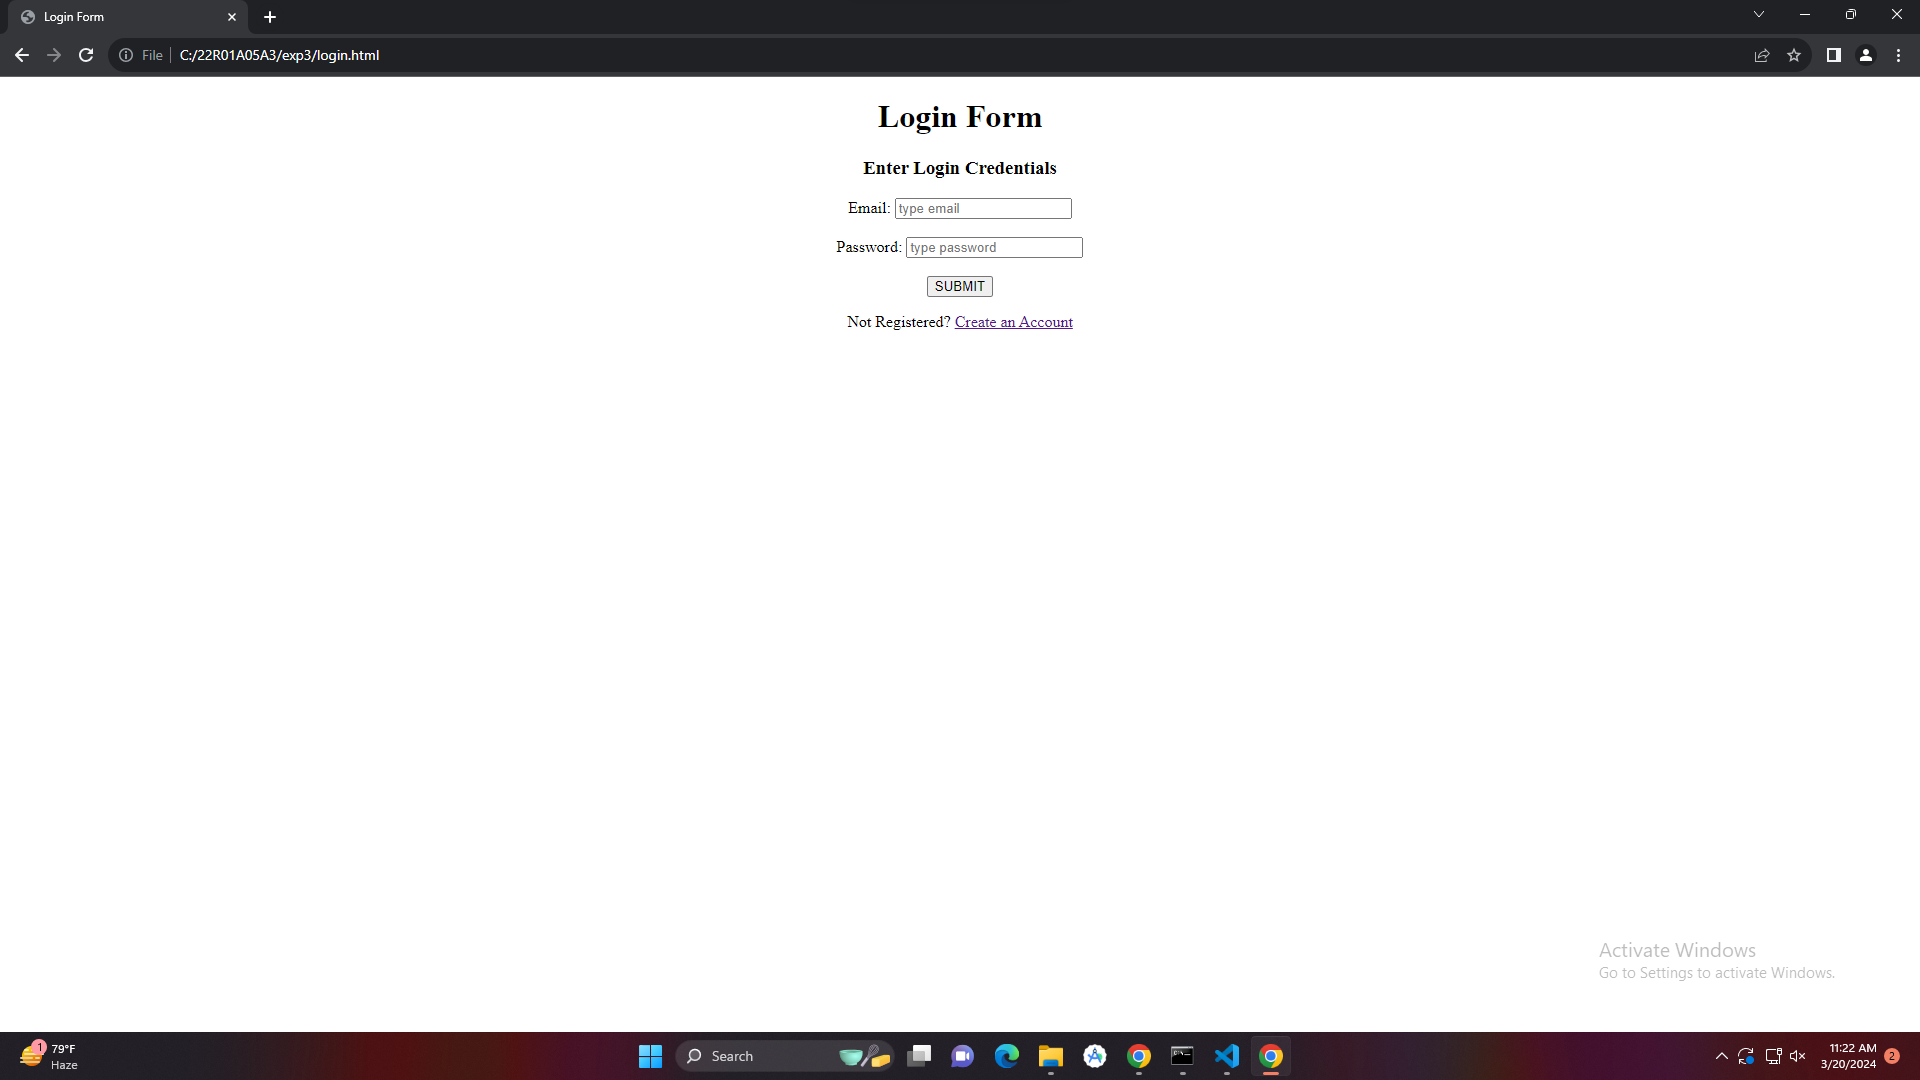 Login Form
File C:/22R01A05A3/exp3/login.html
Login Form
Enter Login Credentials
Email: type email
Password: type password
SUBMIT
Not Registered? Create an Account
Activate Windows
Go to Settings to activate Windows.
1
79°F
Haze
Search
11:22 AM
3/20/2024
2